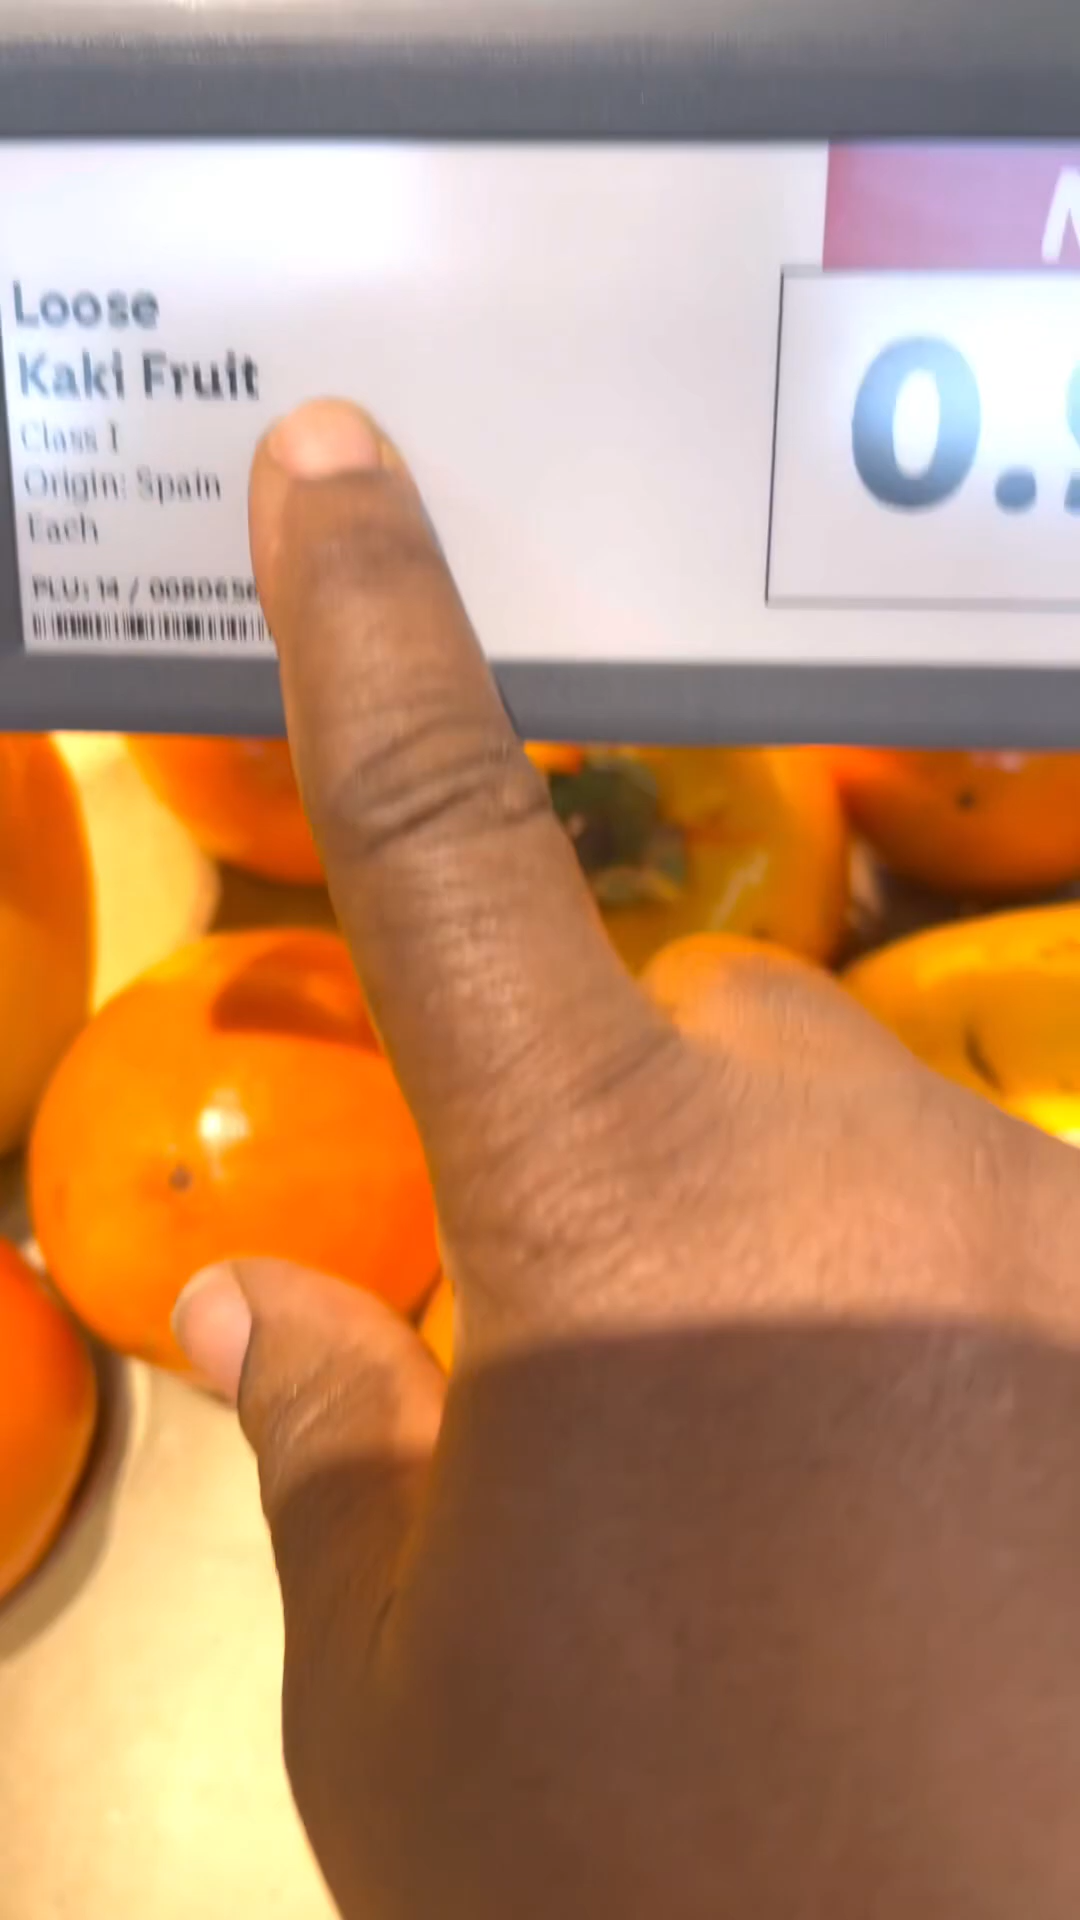 Loose
Kaki Fruit
Class I
Origin: Spain
Each
PLU: 14 / 0080656
0.